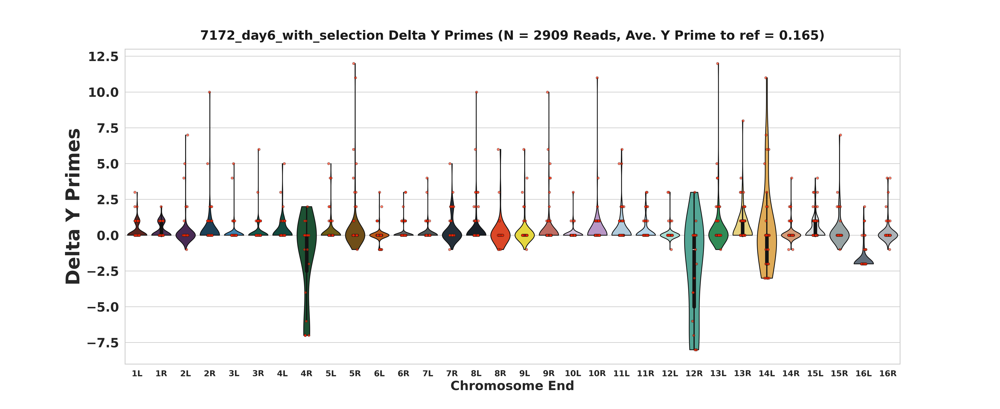 7172_day6_with_selection Delta Y Primes (N = 2909 Reads, Ave. Y Prime to ref = 0.165)
Delta Y Primes
12.5
10.0
7.5
5.0
2.5
0.0
−2.5
−5.0
−7.5
1L 1R 2L 2R 3L 3R 4L 4R 5L 5R 6L 6R 7L 7R 8L 8R 9L 9R 10L 10R 11L 11R 12L 12R 13L 13R 14L 14R 15L 15R 16L 16R
Chromosome End